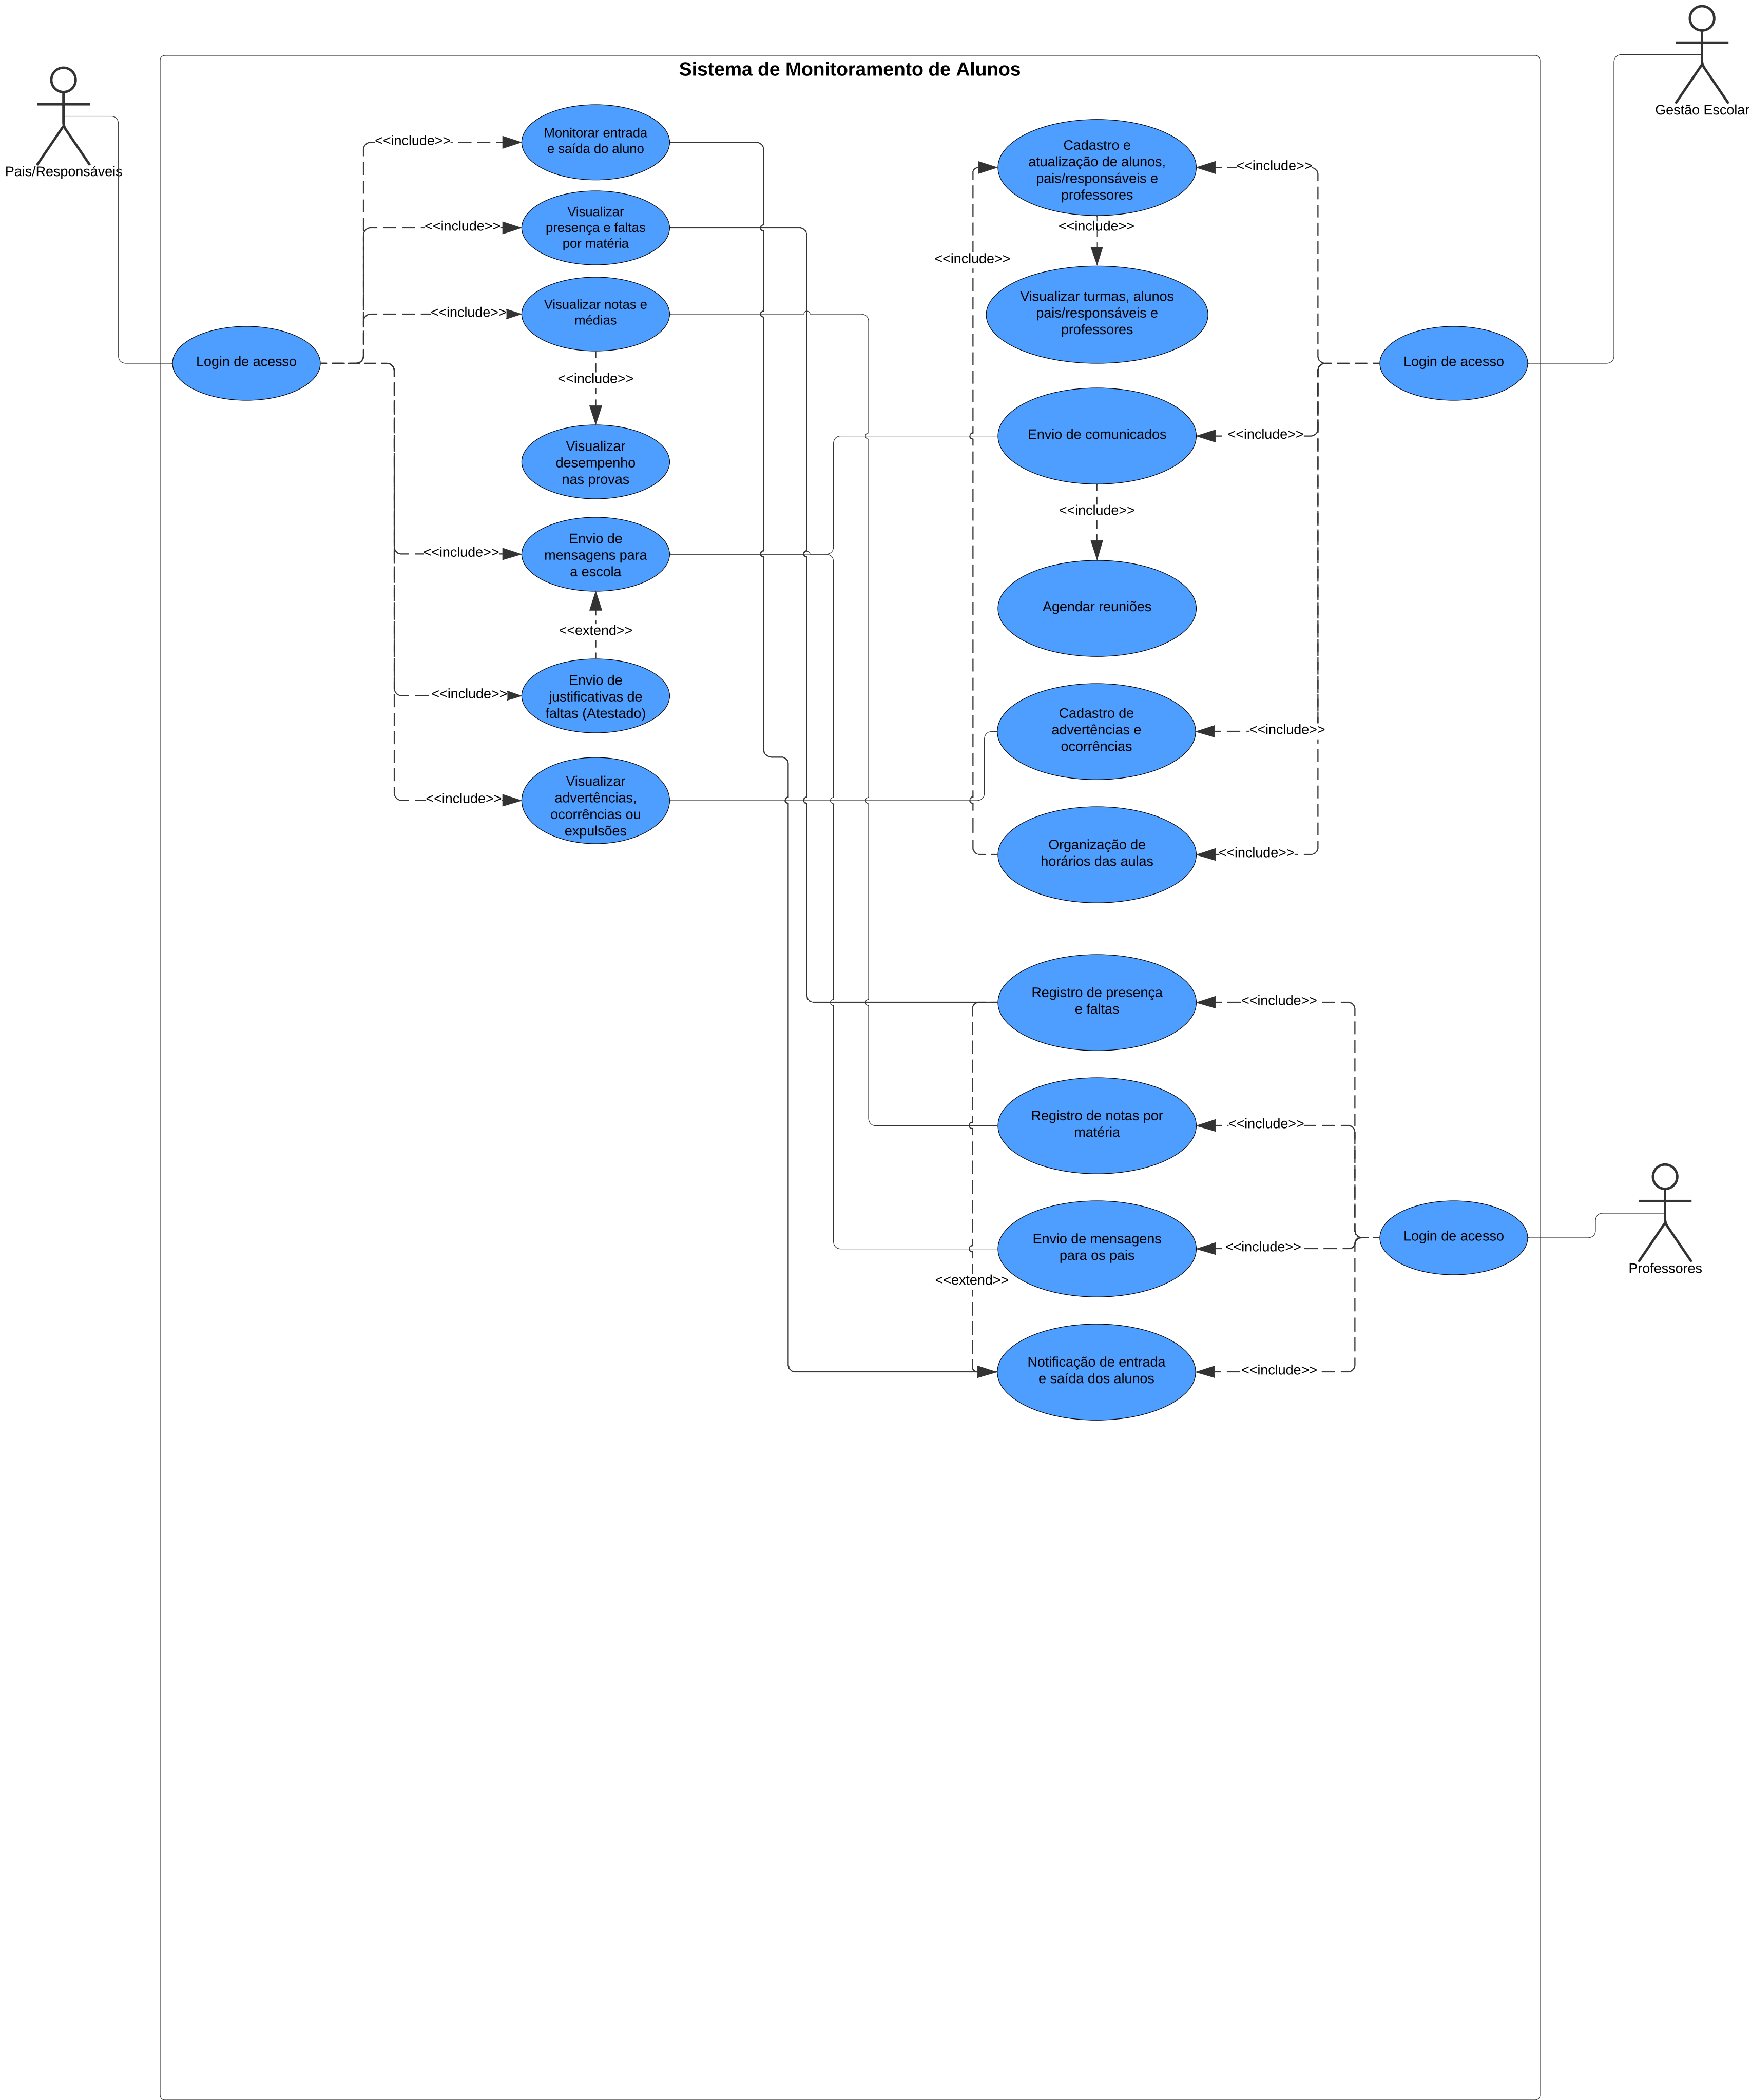 Sistema de Monitoramento de Alunos
Pais/Responsáveis
Gestão Escolar
Professores
Login de acesso
<<include>>
Monitorar entrada
e saída do aluno
<<include>>
Visualizar
presença e faltas
por matéria
<<include>>
Visualizar notas e
médias
<<include>>
Visualizar
desempenho
nas provas
<<include>>
Envio de
mensagens para
a escola
<<extend>>
<<include>>
Envio de
justificativas de
faltas (Atestado)
<<include>>
Visualizar
advertências,
ocorrências ou
expulsões
Cadastro e
atualização de alunos,
pais/responsáveis e
professores
<<include>>
<<include>>
<<include>>
Visualizar turmas, alunos
pais/responsáveis e
professores
Login de acesso
Envio de comunicados
<<include>>
<<include>>
Agendar reuniões
Cadastro de
advertências e
ocorrências
<<include>>
Organização de
horários das aulas
<<include>>
Registro de presença
e faltas
<<include>>
Registro de notas por
matéria
<<include>>
Envio de mensagens
para os pais
<<include>>
Login de acesso
<<extend>>
Notificação de entrada
e saída dos alunos
<<include>>